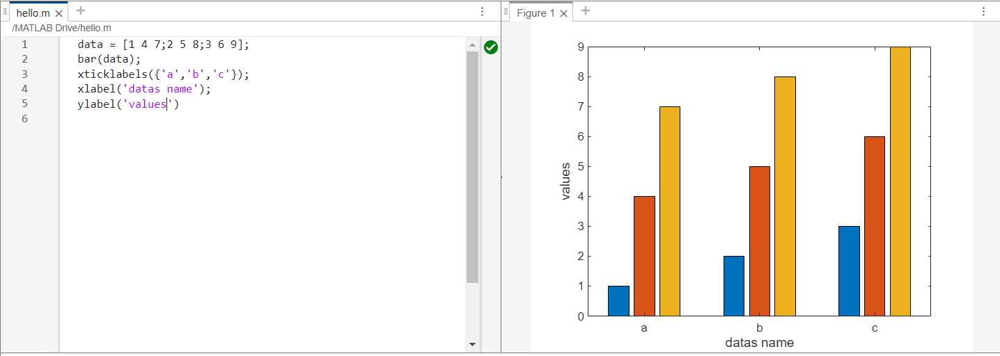 hello.m
/MATLAB Drive/hello.m
1 data = [1 4 7;2 5 8;3 6 9];
2 bar(data);
3 xticklabels({'a','b','c'});
4 xlabel('datas name');
5 ylabel('values')
6
Figure 1
9
8
7
6
5
4
3
2
1
0
values
a b c
datas name